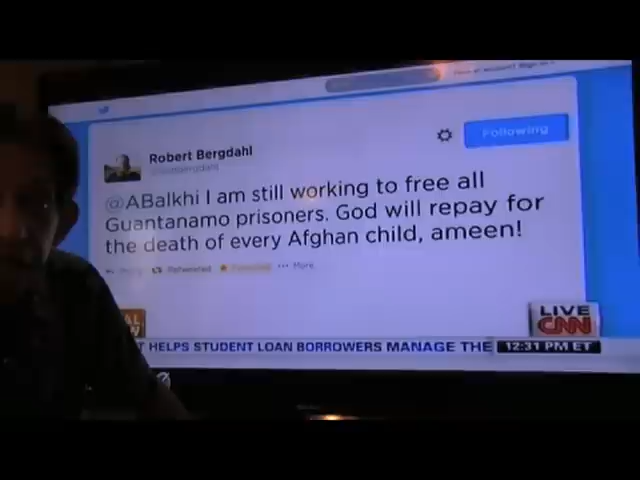 Following
Robert Bergdahl
@ABalkhi I am still working to free all
Guantanamo prisoners. God will repay for
the death of every Afghan child, ameen!
Retweeted
More
LIVE
CNN
T HELPS STUDENT LOAN BORROWERS MANAGE THE
12:31 PM ET